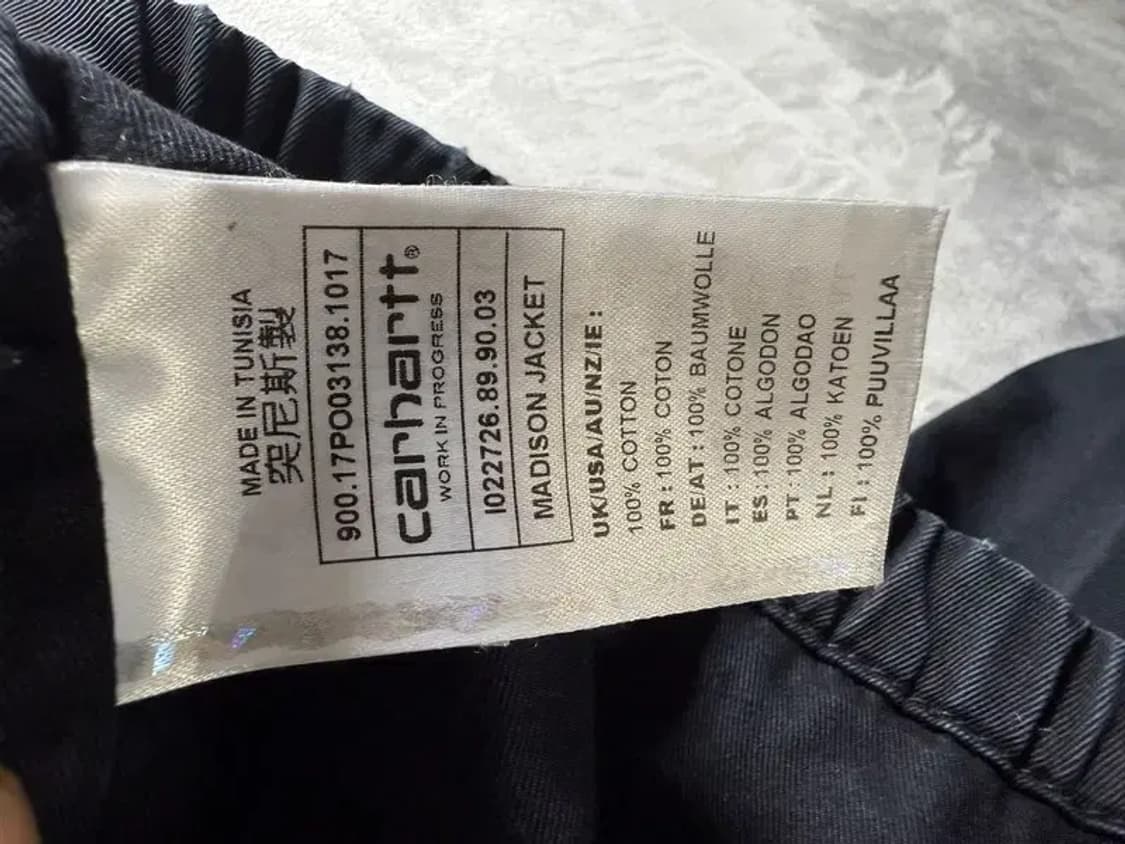 MADE IN TUNISIA
突尼斯製
900.17PO03138.1017
carhartt®
WORK IN PROGRESS
I022726.89.90.03
MADISON JACKET
UK/USA/AU/NZ/IE:
100% COTTON
FR : 100% COTON
DEAT : 100% BAUMWOLLE
IT : 100% COTONE
ES : 100% ALGODON
PT : 100% ALGODAO
NL : 100% KATOEN
FI : 100% PUUVILLAA